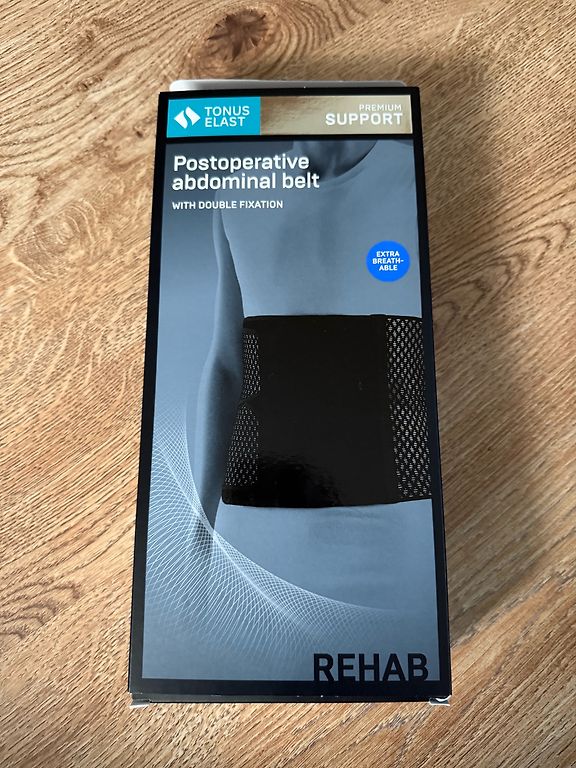 TONUS
ELAST
PREMIUM
SUPPORT
Postoperative
abdominal belt
WITH DOUBLE FIXATION
EXTRA
BREATH-
ABLE
REHAB